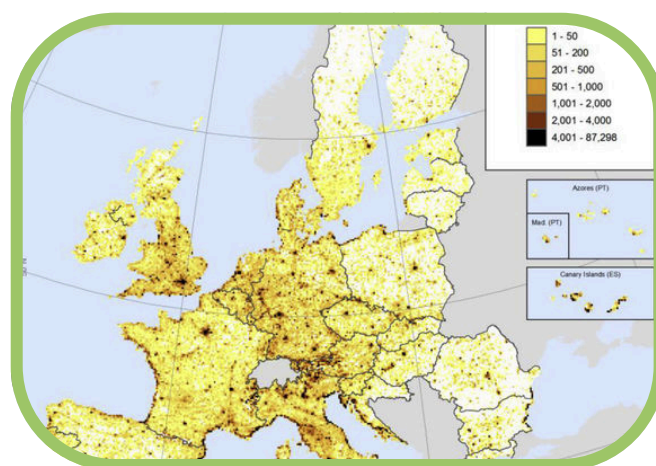 1 - 50
51 - 200
201 - 500
501 - 1,000
1,001 - 2,000
2,001 - 4,000
4,001 - 87,298
Azores (PT)
Mad. (PT)
Canary Islands (ES)